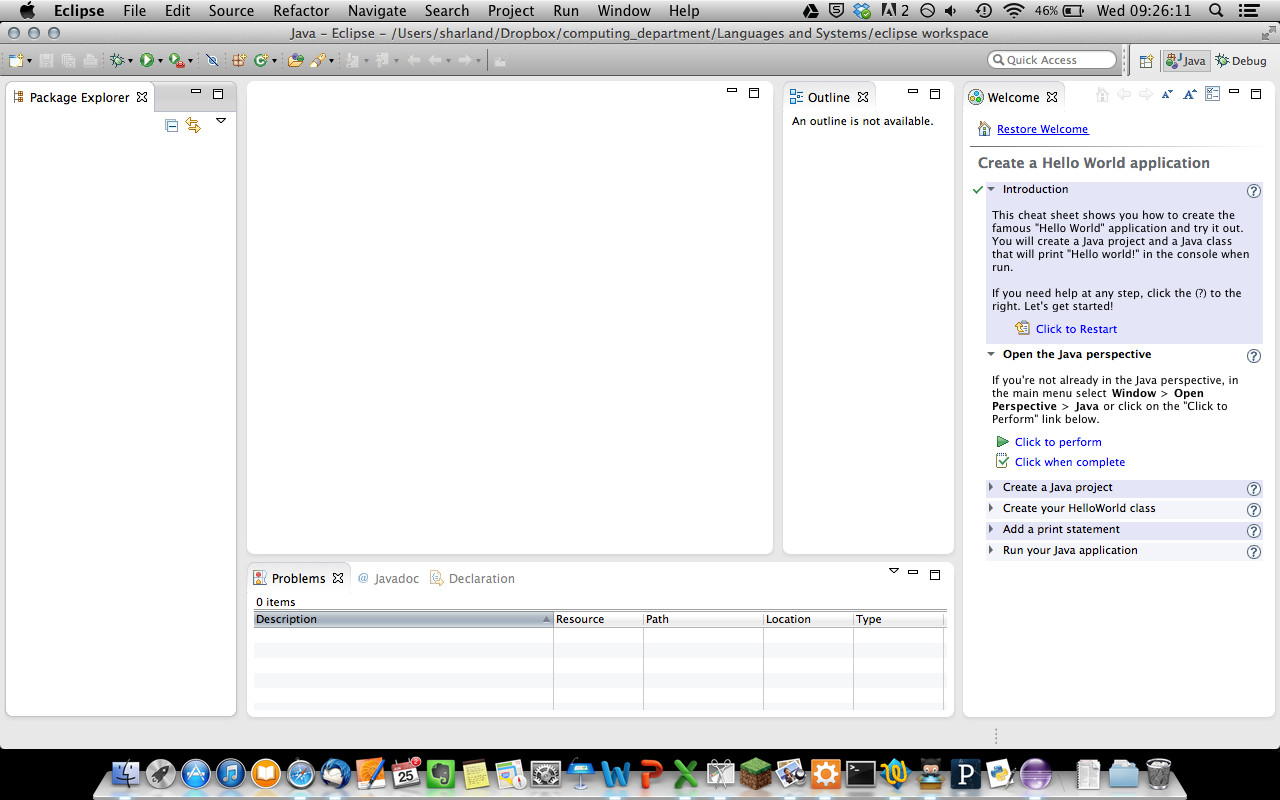 Eclipse File Edit Source Refactor Navigate Search Project Run Window Help 2 46% Wed 09:26:11
Java – Eclipse – /Users/sharland/Dropbox/computing_department/Languages and Systems/eclipse workspace
Quick Access Java Debug
Package Explorer
Outline
An outline is not available.
Welcome
Restore Welcome
Create a Hello World application
Introduction
This cheat sheet shows you how to create the
famous "Hello World" application and try it out.
You will create a Java project and a Java class
that will print "Hello world!" in the console when
run.
If you need help at any step, click the (?) to the
right. Let's get started!
Click to Restart
Open the Java perspective
If you're not already in the Java perspective, in
the main menu select Window > Open
Perspective > Java or click on the "Click to
Perform" link below.
Click to perform
Click when complete
Create a Java project
Create your HelloWorld class
Add a print statement
Run your Java application
Problems @ Javadoc Declaration
0 items
Description Resource Path Location Type
25